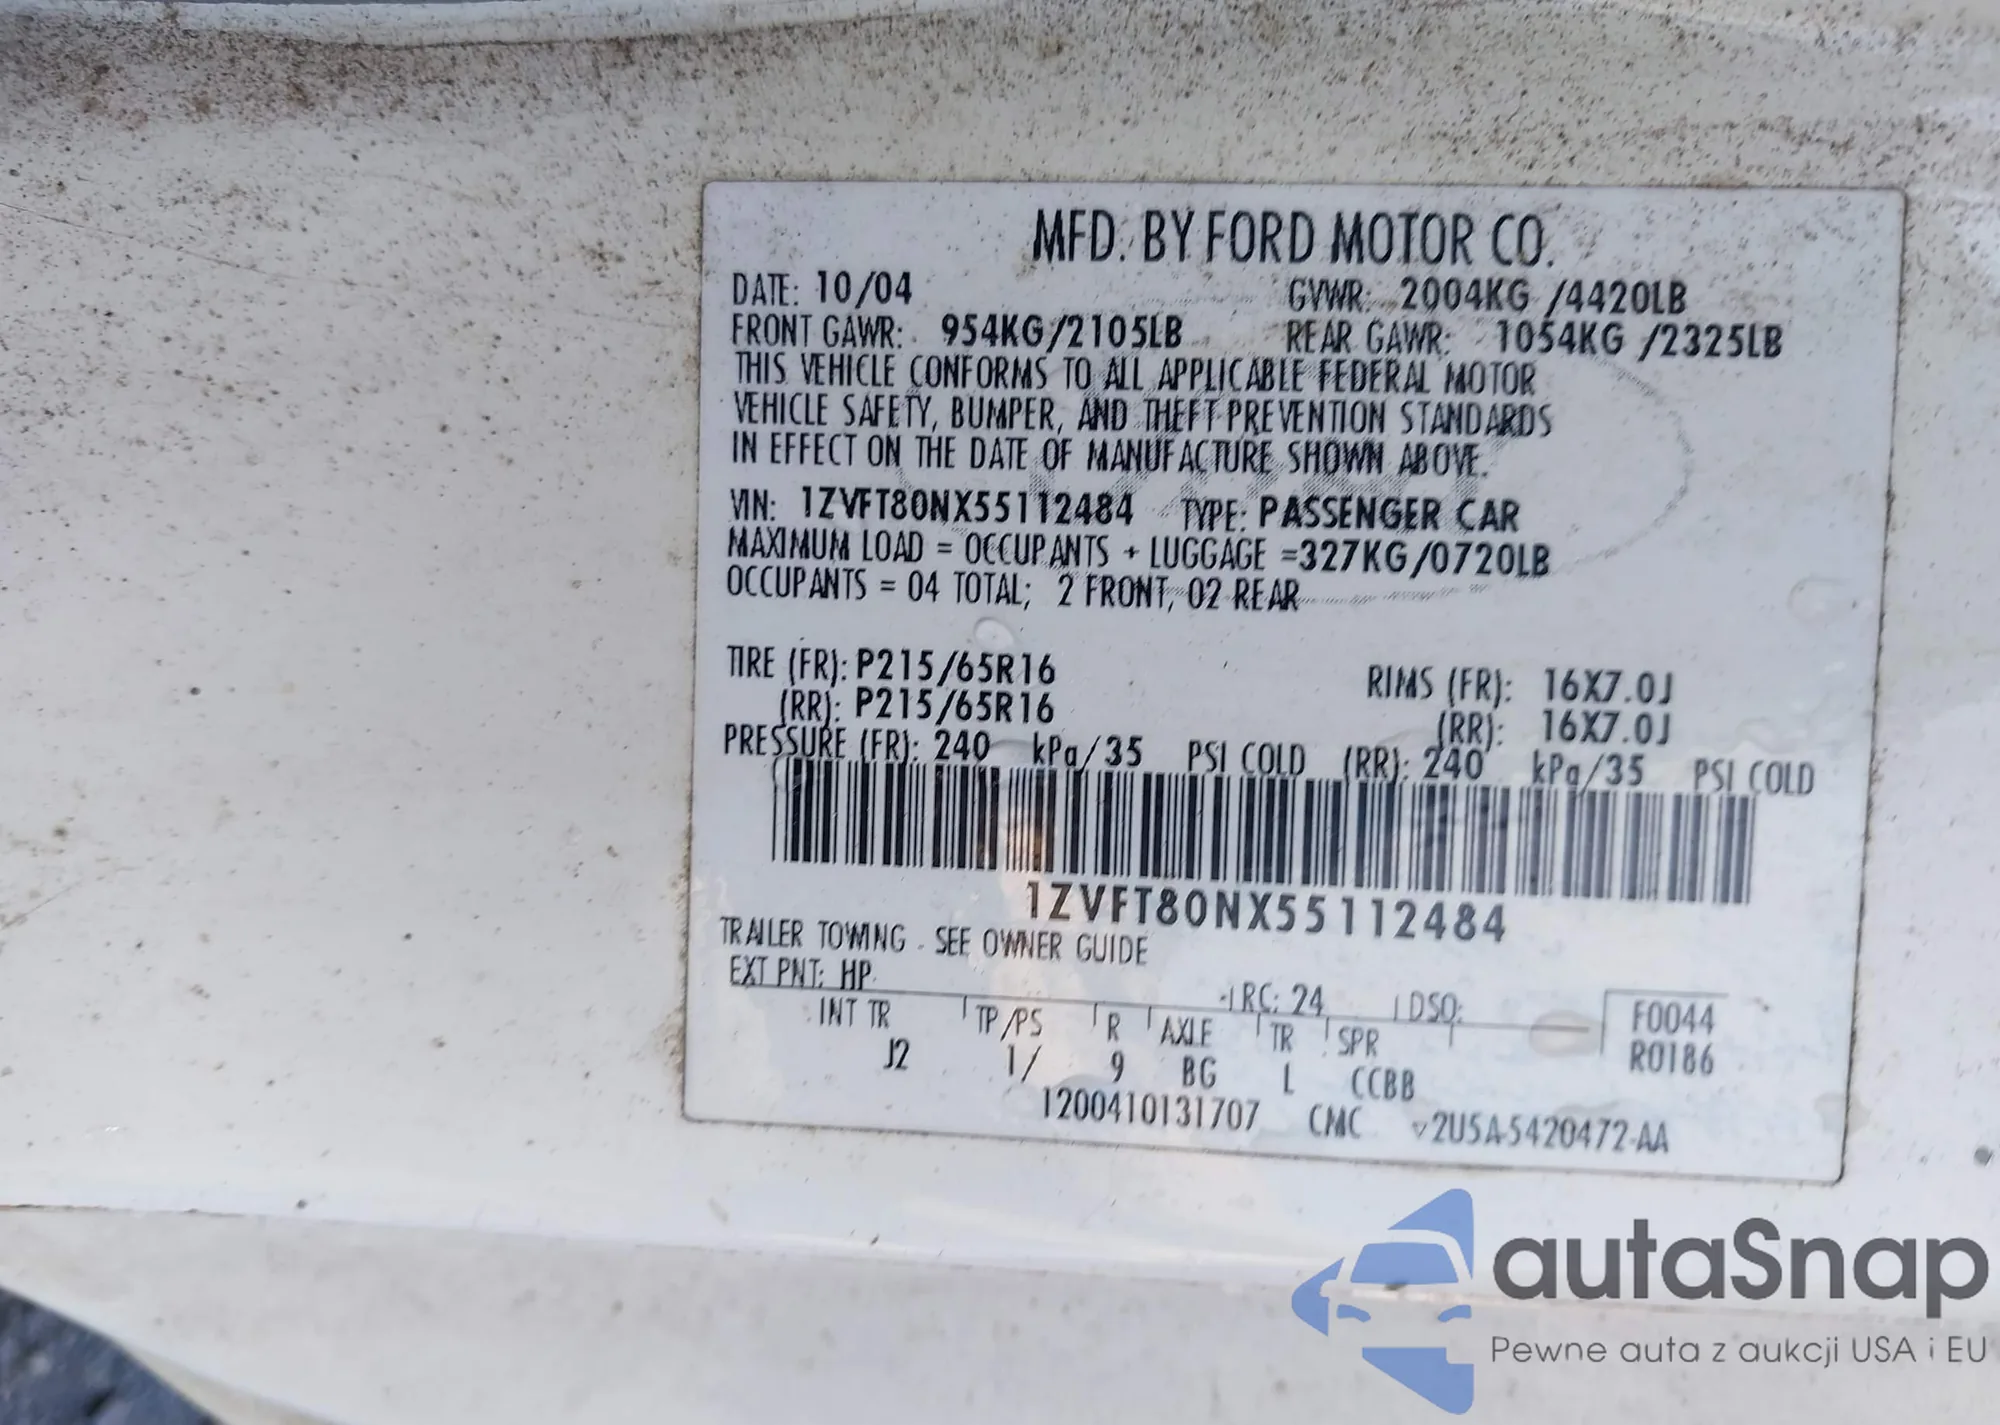 MFD. BY FORD MOTOR CO.
DATE: 10/04 GVWR: 2004KG /4420LB
FRONT GAWR: 954KG/2105LB REAR GAWR: 1054KG /2325LB
THIS VEHICLE CONFORMS TO ALL APPLICABLE FEDERAL MOTOR
VEHICLE SAFETY, BUMPER, AND THEFT PREVENTION STANDARDS
IN EFFECT ON THE DATE OF MANUFACTURE SHOWN ABOVE.
VIN: 1ZVFT80NX55112484 TYPE: PASSENGER CAR
MAXIMUM LOAD = OCCUPANTS + LUGGAGE =327KG/0720LB
OCCUPANTS = 04 TOTAL; 2 FRONT, 02 REAR
TIRE (FR): P215/65R16 RIMS (FR): 16X7.0J
(RR): P215/65R16 (RR): 16X7.0J
PRESSURE (FR): 240 kPa/35 PSI COLD (RR): 240 kPa/35 PSI COLD
1ZVFT80NX55112484
TRAILER TOWING - SEE OWNER GUIDE
EXT PNT: HP RC: 24 DSO: F0044
INT TR TP/PS R AXLE TR SPR R0186
J2 1/ 9 BG L CCBB
1200410131707 CMC 2U5A-5420472-AA
autaSnap
Pewne auta z aukcji USA i EU